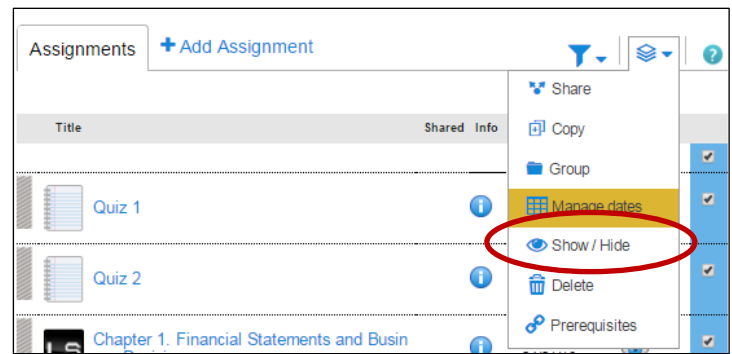 Assignments
+ Add Assignment
?
Share
Title
Shared
Info
Copy
Group
Quiz 1
i
Manage dates
Show / Hide
Quiz 2
i
Delete
Prerequisites
Chapter 1. Financial Statements and Busin
LS
i